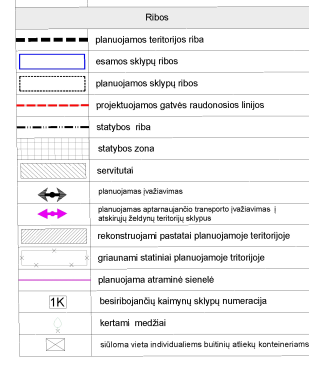 Ribos
planuojamos teritorijos riba
esamos sklypų ribos
planuojamos sklypų ribos
projektuojamos gatvės raudonosios linijos
statybos riba
statybos zona
servitutai
planuojamas įvažiavimas
planuojamas aptarnaujančio transporto įvažiavimas į
atskirųjų želdynų teritorijų sklypus
rekonstruojami pastatai planuojamoje teritorijoje
griaunami statiniai planuojamoje tritorijoje
planuojama atraminė sienelė
1K besiribojančių kaimynų sklypų numeracija
kertami medžiai
siūloma vieta individualiems buitinių atliekų konteineriams